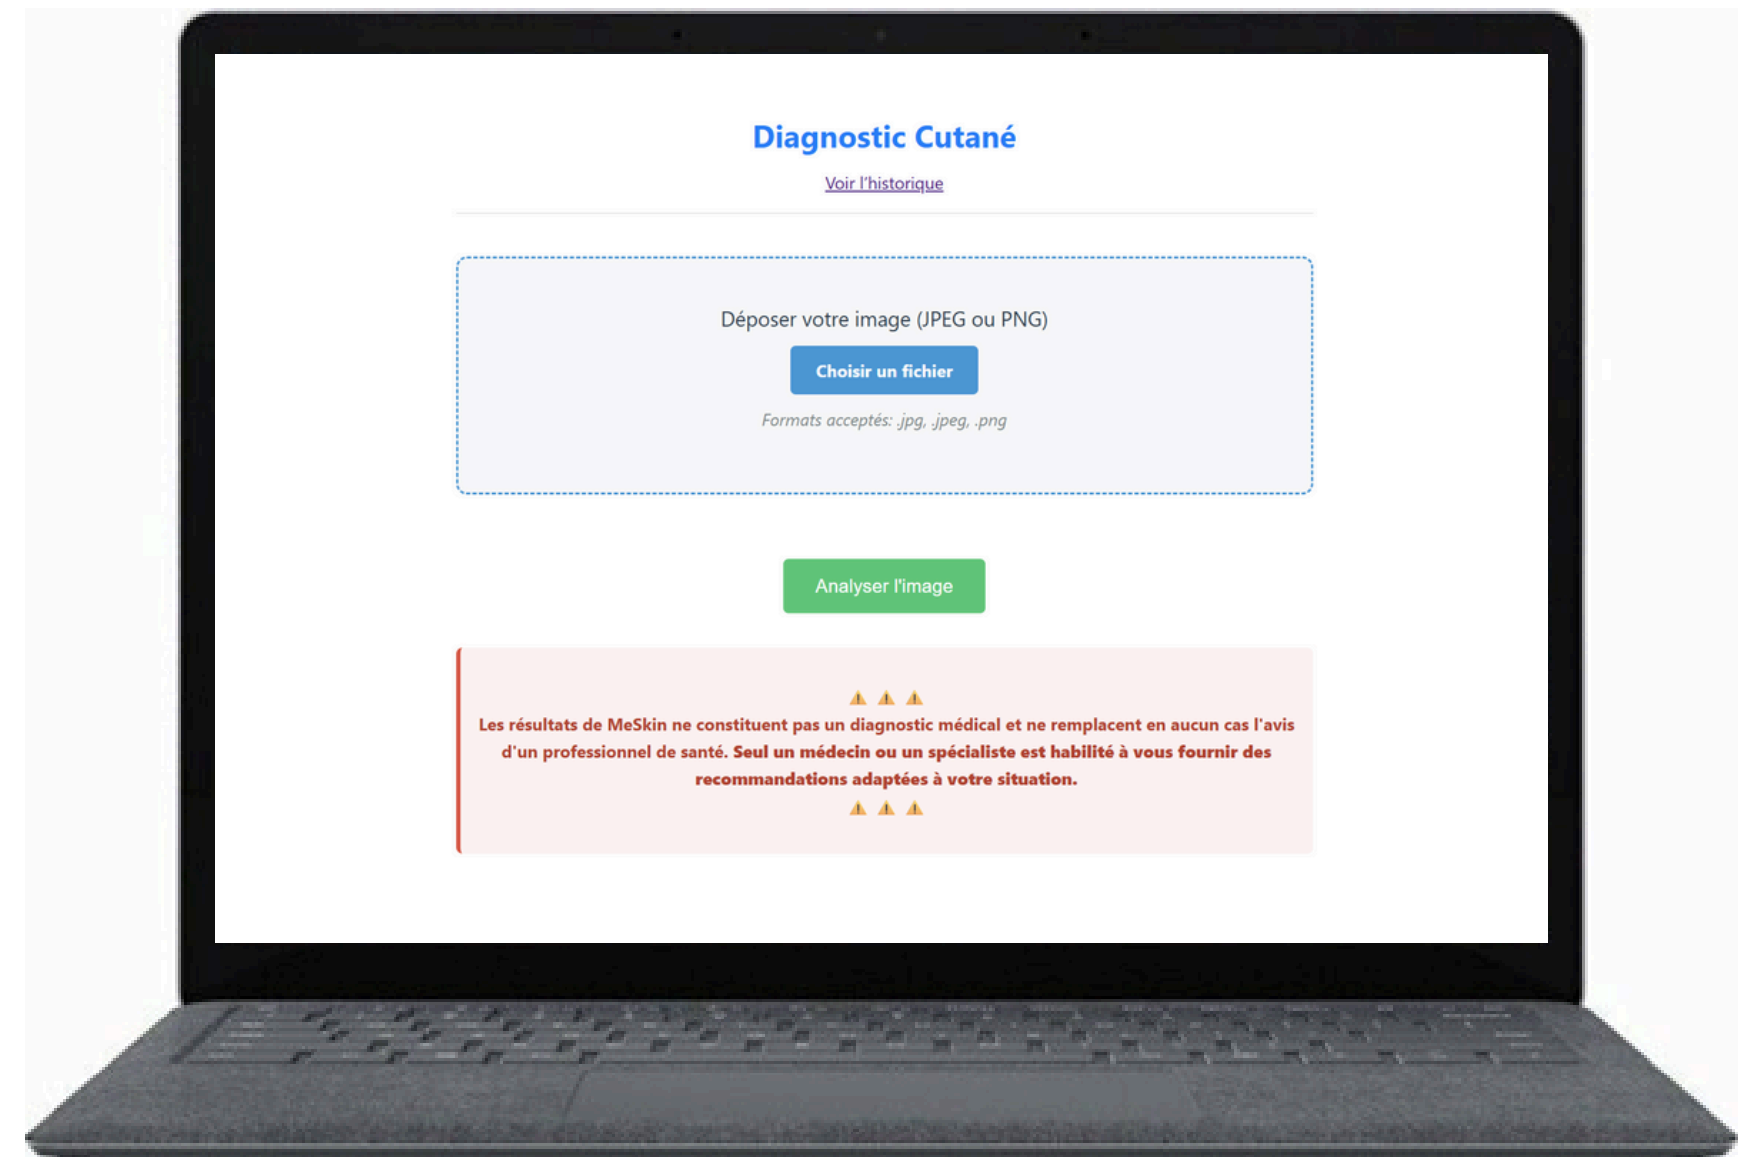 Diagnostic Cutané
Voir l'historique
Déposer votre image (JPEG ou PNG)
Choisir un fichier
Formats acceptés: .jpg, .jpeg, .png
Analyser l'image
⚠ ⚠ ⚠
Les résultats de MeSkin ne constituent pas un diagnostic médical et ne remplacent en aucun cas l'avis
d'un professionnel de santé. Seul un médecin ou un spécialiste est habilité à vous fournir des
recommandations adaptées à votre situation.
⚠ ⚠ ⚠